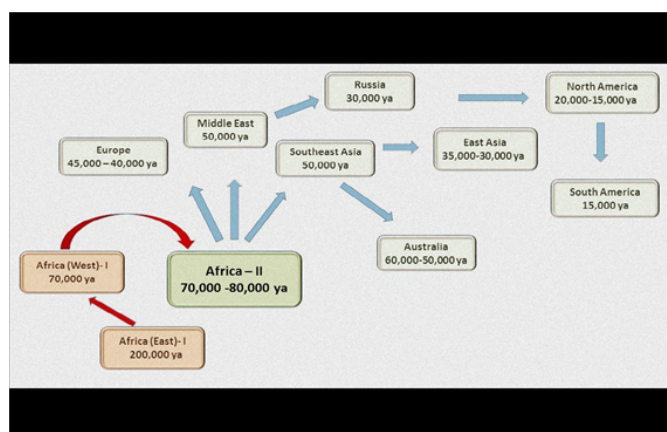 Russia
30,000 ya
North America
20,000-15,000 ya
Middle East
50,000 ya
Europe
45,000 – 40,000 ya
Southeast Asia
50,000 ya
East Asia
35,000-30,000 ya
South America
15,000 ya
Africa (West)- I
70,000 ya
Africa – II
70,000 -80,000 ya
Australia
60,000-50,000 ya
Africa (East)- I
200,000 ya